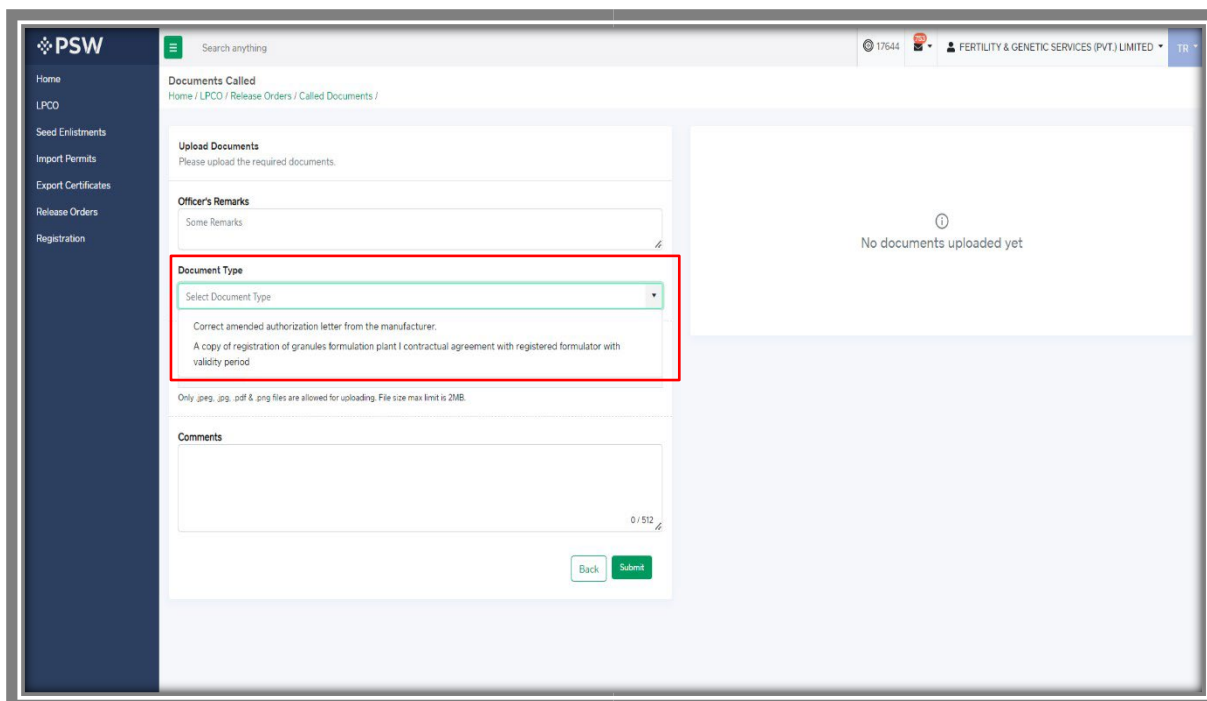 PSW
Search anything
17644
753
FERTILITY & GENETIC SERVICES (PVT.) LIMITED
TR
Home
LPCO
Seed Enlistments
Import Permits
Export Certificates
Release Orders
Registration
Documents Called
Home / LPCO / Release Orders / Called Documents /
Upload Documents
Please upload the required documents.
Officer's Remarks
Some Remarks
Document Type
Select Document Type
Correct amended authorization letter from the manufacturer.
A copy of registration of granules formulation plant l contractual agreement with registered formulator with
validity period
Only .jpeg, .jpg, .pdf & .png files are allowed for uploading. File size max limit is 2MB.
Comments
0 / 512
Back
Submit
No documents uploaded yet